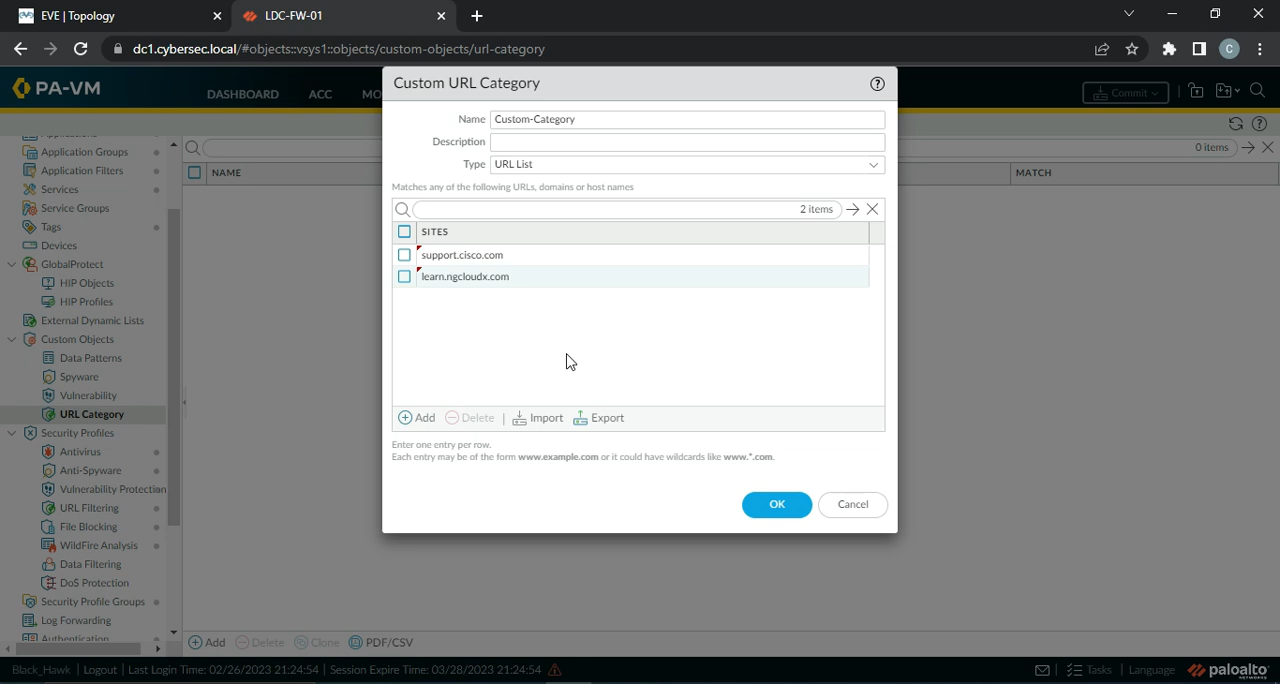 EVE | Topology
LDC-FW-01
dc1.cybersec.local/#objects::vsys1::objects/custom-objects/url-category
PA-VM
DASHBOARD ACC MO
Commit
Applications
Application Groups
Application Filters
Services
Service Groups
Tags
Devices
GlobalProtect
HIP Objects
HIP Profiles
External Dynamic Lists
Custom Objects
Data Patterns
Spyware
Vulnerability
URL Category
Security Profiles
Antivirus
Anti-Spyware
Vulnerability Protection
URL Filtering
File Blocking
WildFire Analysis
Data Filtering
DoS Protection
Security Profile Groups
Log Forwarding
Authentication
0 items
NAME MATCH
Custom URL Category
Name Custom-Category
Description
Type URL List
Matches any of the following URLs, domains or host names
2 items
SITES
support.cisco.com
learn.ngcloudx.com
Add Delete | Import Export
Enter one entry per row.
Each entry may be of the form www.example.com or it could have wildcards like www.*.com.
OK Cancel
Add Delete Clone PDF/CSV
Black_Hawk | Logout | Last Login Time: 02/26/2023 21:24:54 | Session Expire Time: 03/28/2023 21:24:54
Tasks | Language paloalto
NETWORKS
C